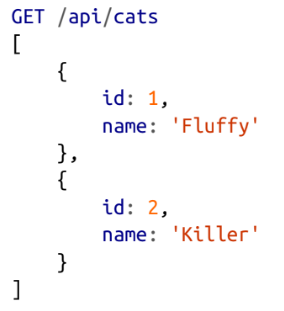 GET /api/cats
[
    {
        id: 1,
        name: 'Fluffy'
    },
    {
        id: 2,
        name: 'Killer'
    }
]